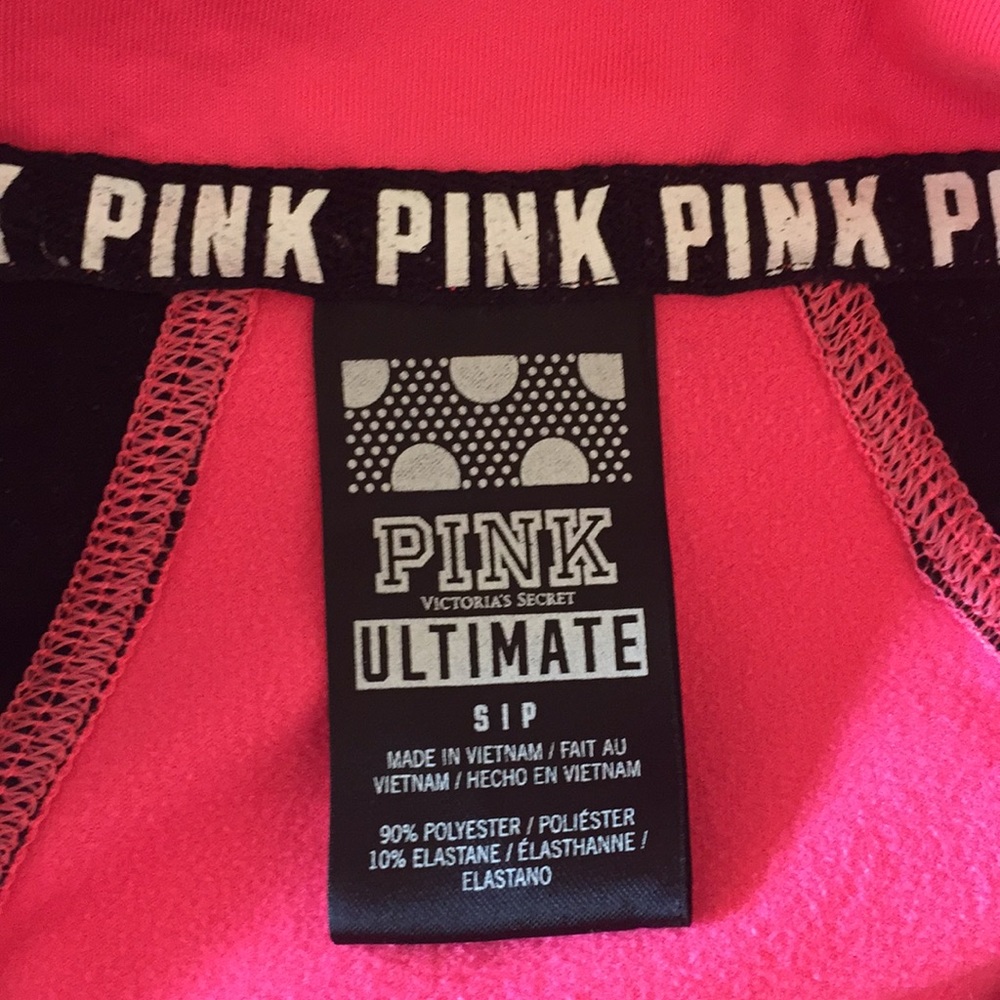 K PINK PINK PINK PI
PINK
VICTORIA'S SECRET
ULTIMATE
S | P
MADE IN VIETNAM / FAIT AU
VIETNAM / HECHO EN VIETNAM
90% POLYESTER / POLIÉSTER
10% ELASTANE / ÉLASTHANNE /
ELASTANO